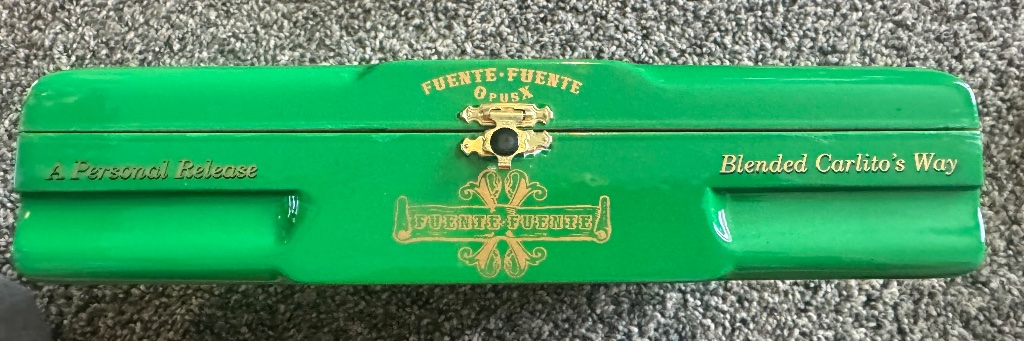 FUENTE·FUENTE
OPUSX
A Personal Release
Blended Carlito's Way
FUENTE·FUENTE